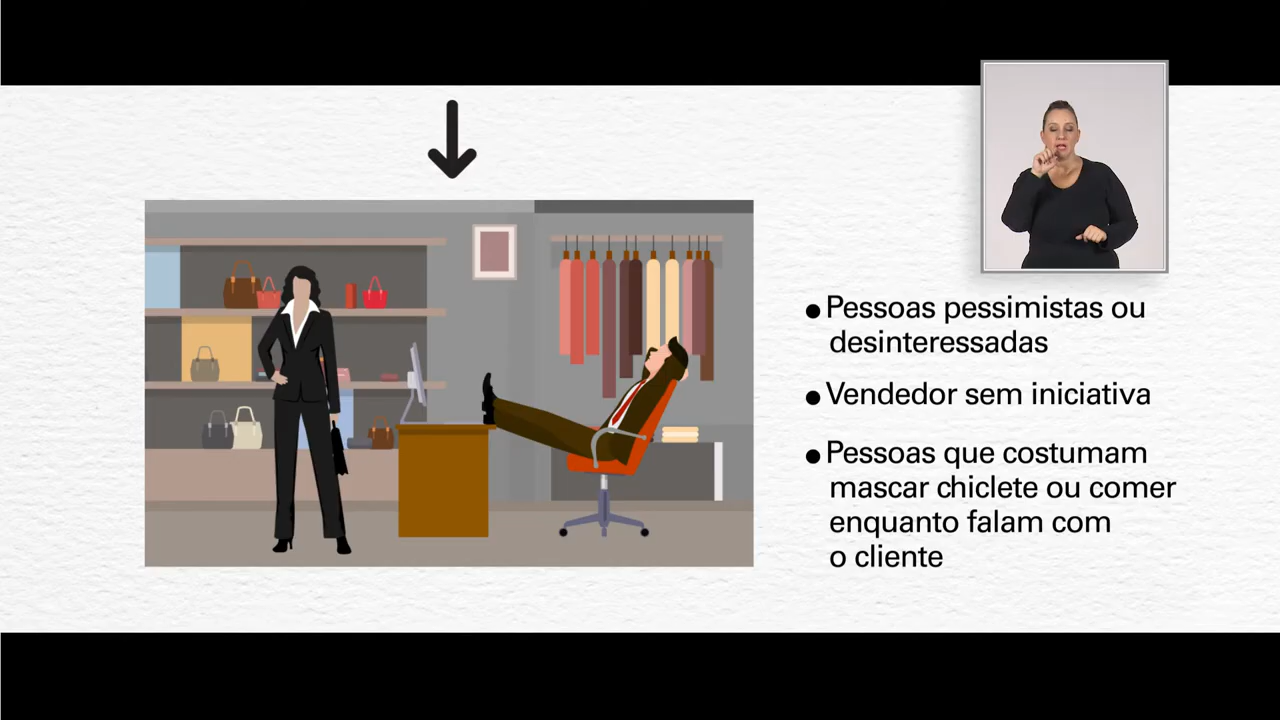 ● Pessoas pessimistas ou
desinteressadas
● Vendedor sem iniciativa
● Pessoas que costumam
mascar chiclete ou comer
enquanto falam com
o cliente